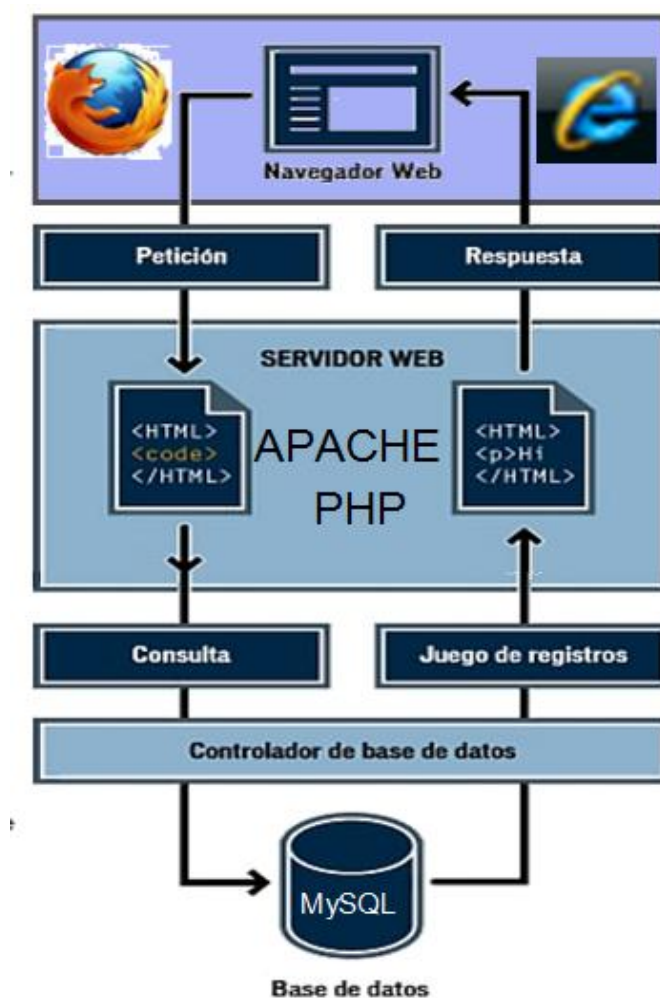 Navegador Web
Petición
Respuesta
SERVIDOR WEB
<HTML>
<code>
</HTML>
APACHE
PHP
<HTML>
<p>Hi
</HTML>
Consulta
Juego de registros
Controlador de base de datos
MySQL
Base de datos